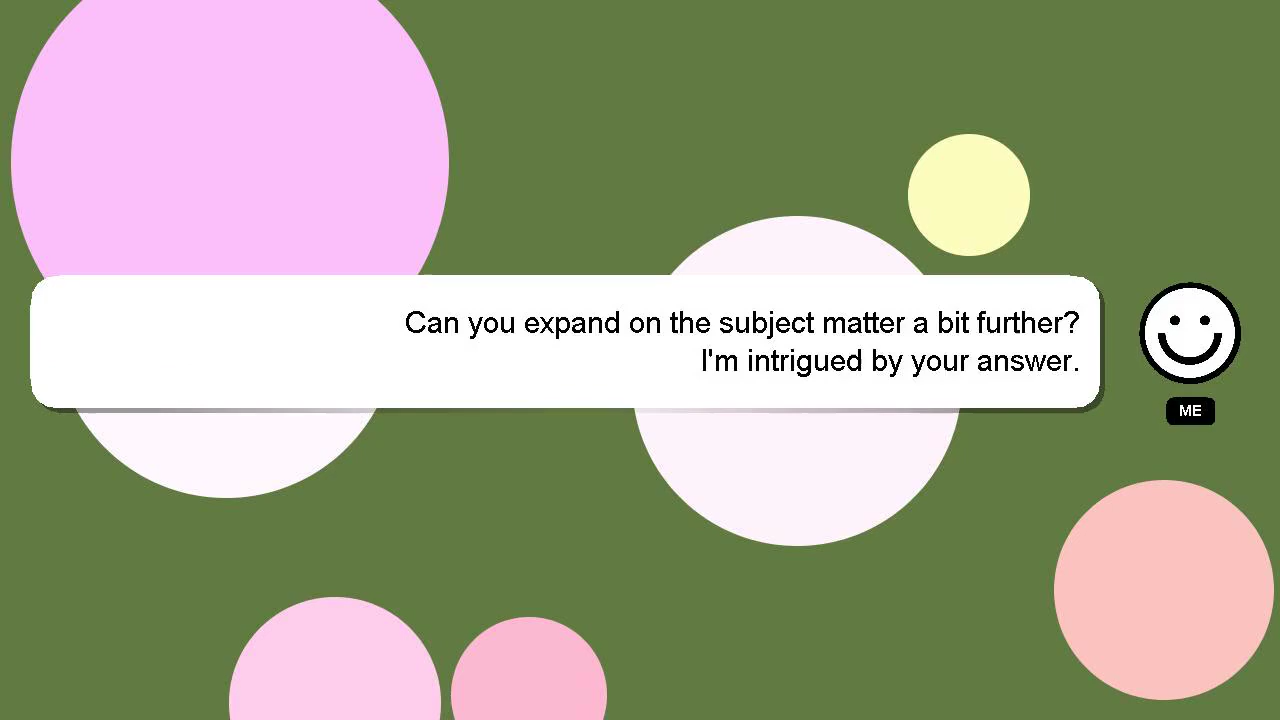 Can you expand on the subject matter a bit further?
I'm intrigued by your answer.
ME